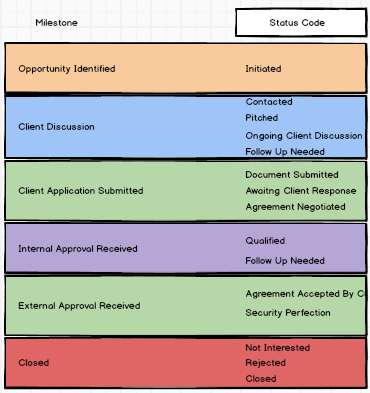 Milestone Status Code
Opportunity Identified Initiated
Contacted
Pitched
Client Discussion
Ongoing Client Discussion
Follow Up Needed
Document Submitted
Client Application Submitted Awaitng Client Response
Agreement Negotiated
Qualified
Internal Approval Received
Follow Up Needed
Agreement Accepted By
External Approval Received
Security Perfection
Not Interested
Closed Rejected
Closed